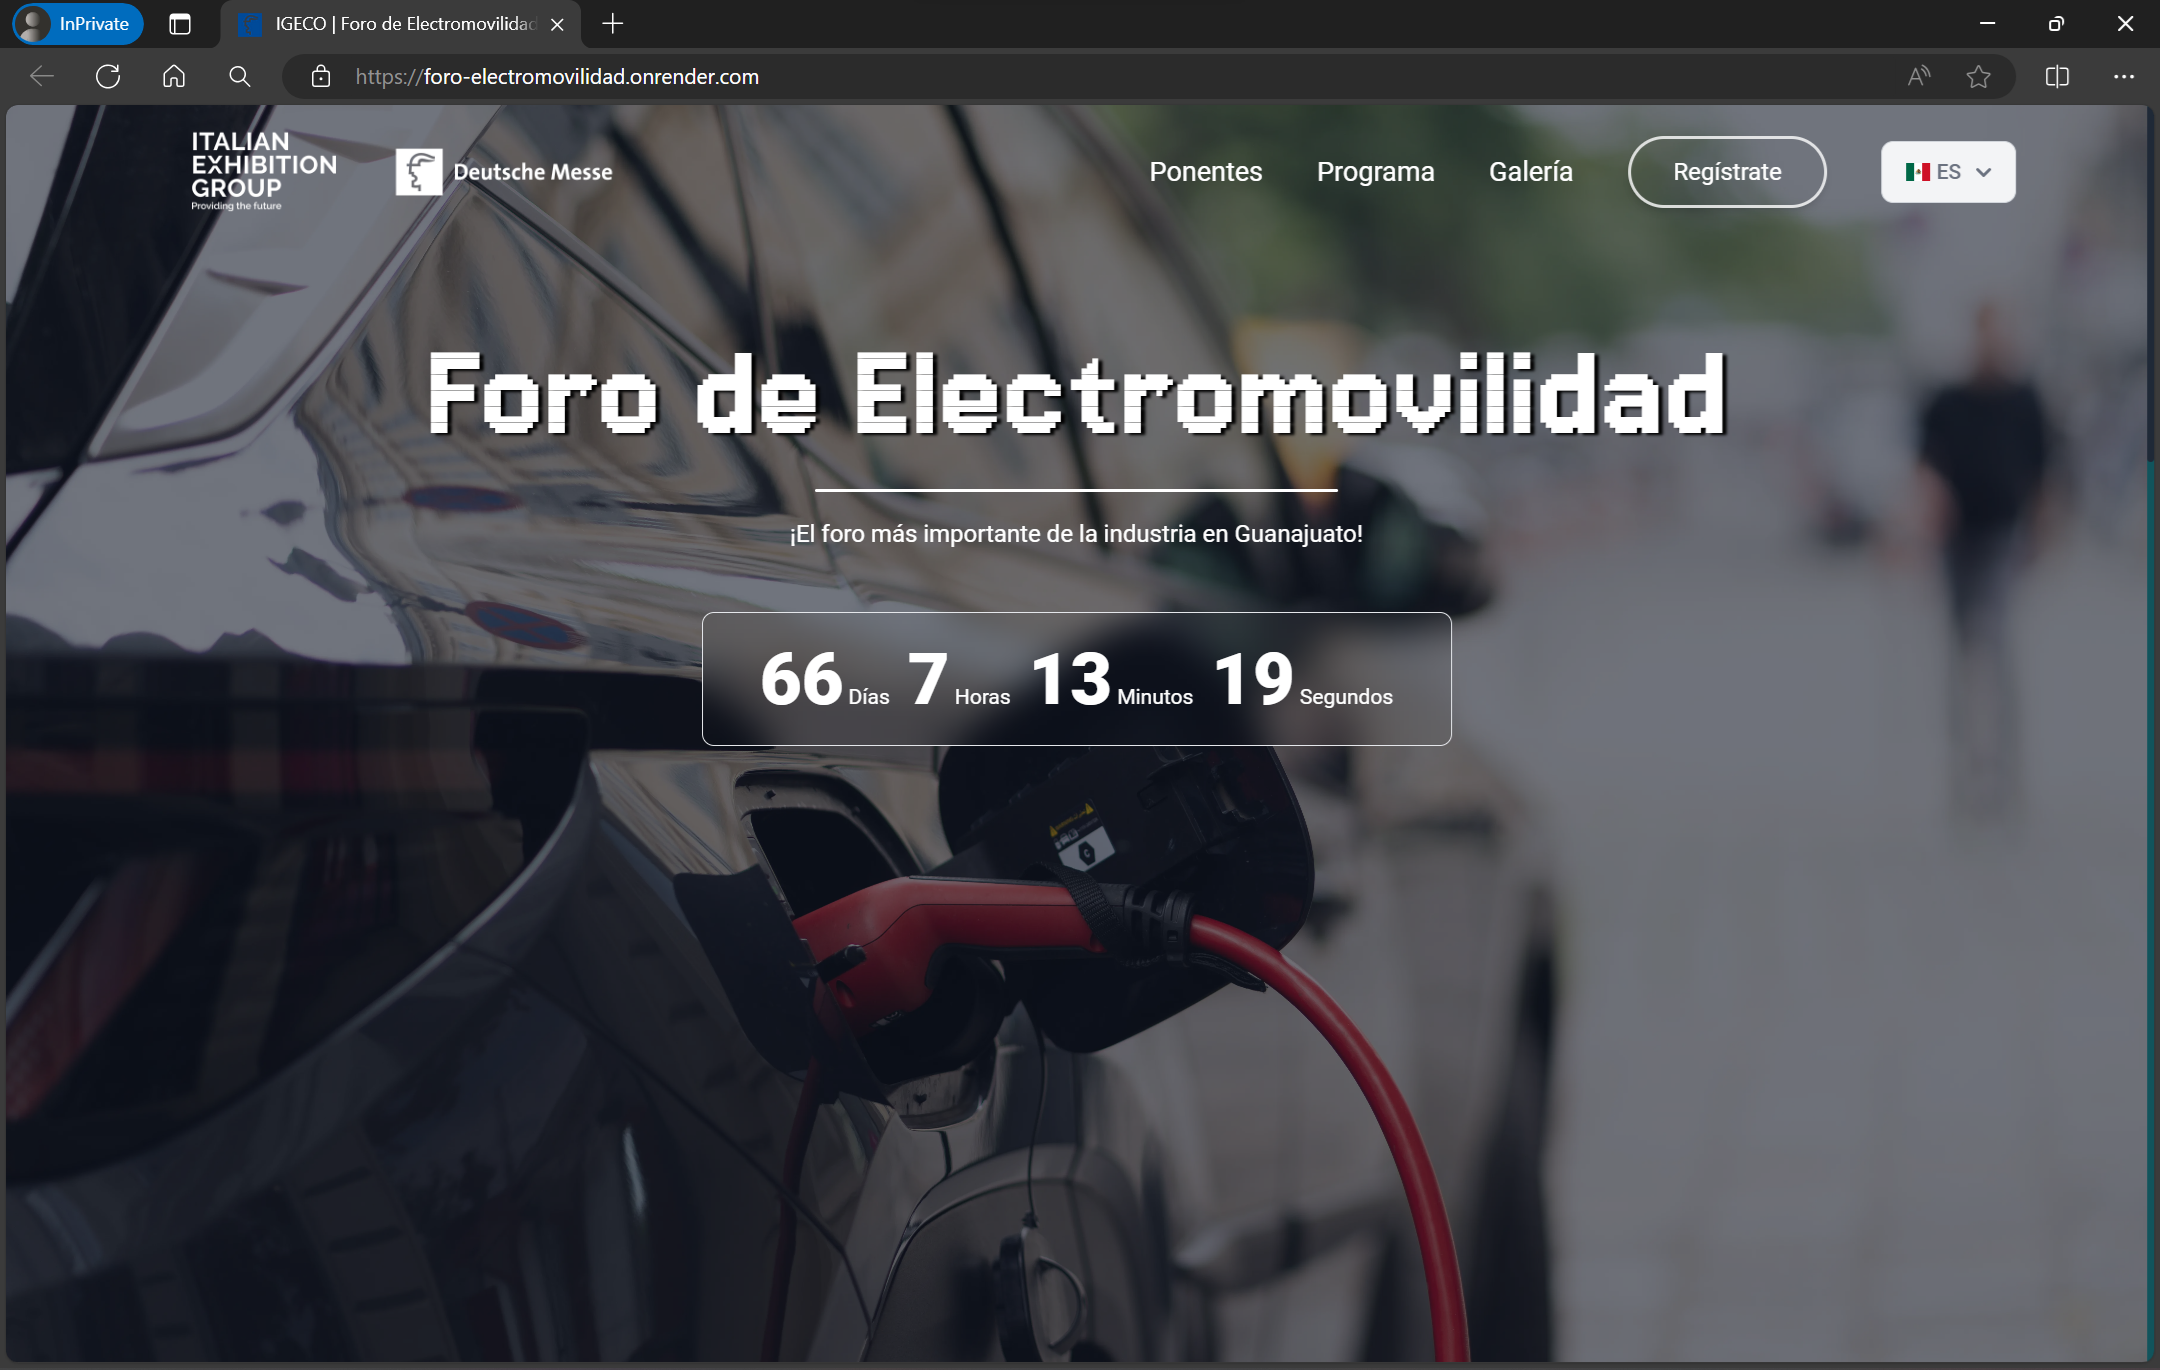 InPrivate
IGECO | Foro de Electromovilidad
https://foro-electromovilidad.onrender.com
ITALIAN
EXHIBITION
GROUP
Providing the future
Deutsche Messe
Ponentes
Programa
Galería
Regístrate
ES
Foro de Electromovilidad
¡El foro más importante de la industria en Guanajuato!
66 Días 7 Horas 13 Minutos 19 Segundos